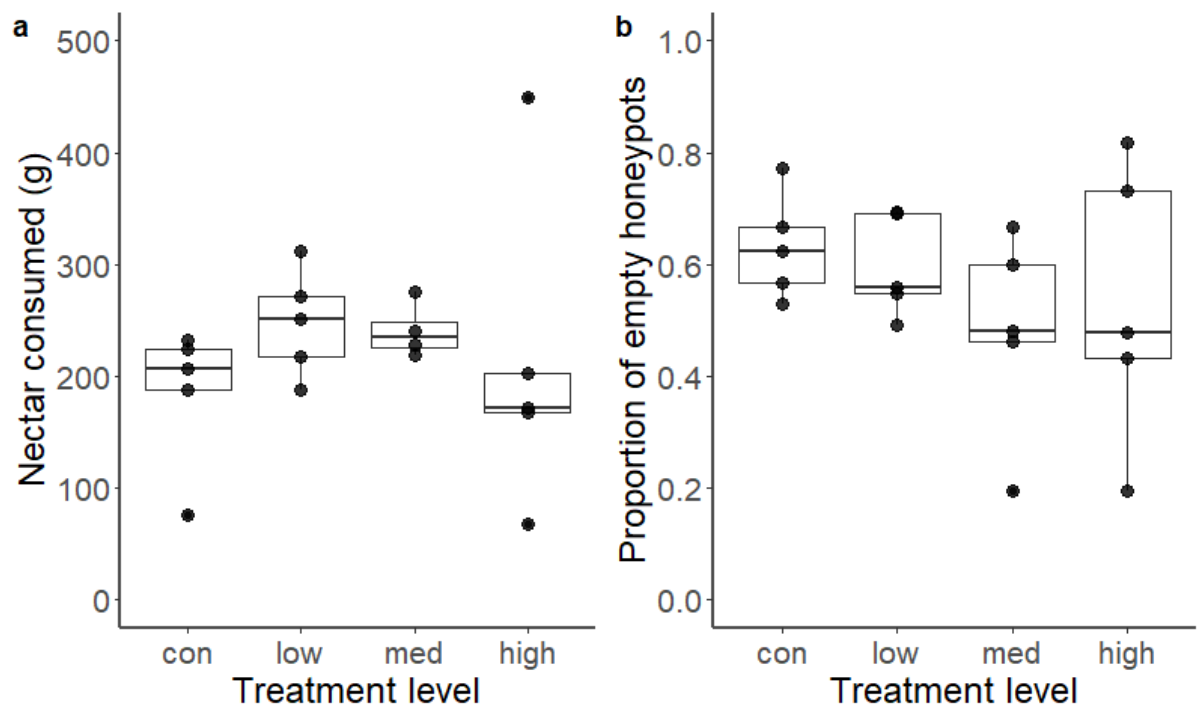 a
Nectar consumed (g)
500
400
300
200
100
0
con low med high
Treatment level
b
Proportion of empty honeypots
1.0
0.8
0.6
0.4
0.2
0.0
con low med high
Treatment level